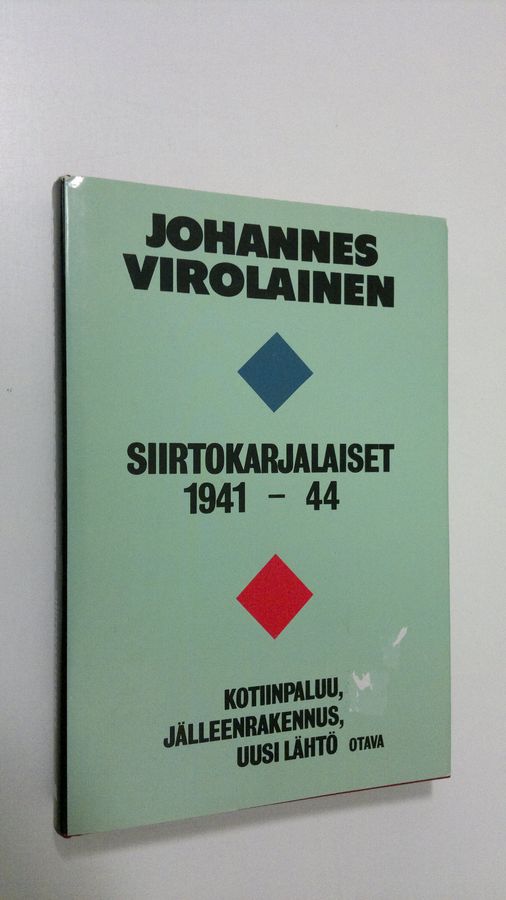 JOHANNES
VIROLAINEN
SIIRTOKARJALAISET
1941 – 44
KOTIINPALUU,
JÄLLEENRAKENNUS,
UUSI LÄHTÖ OTAVA